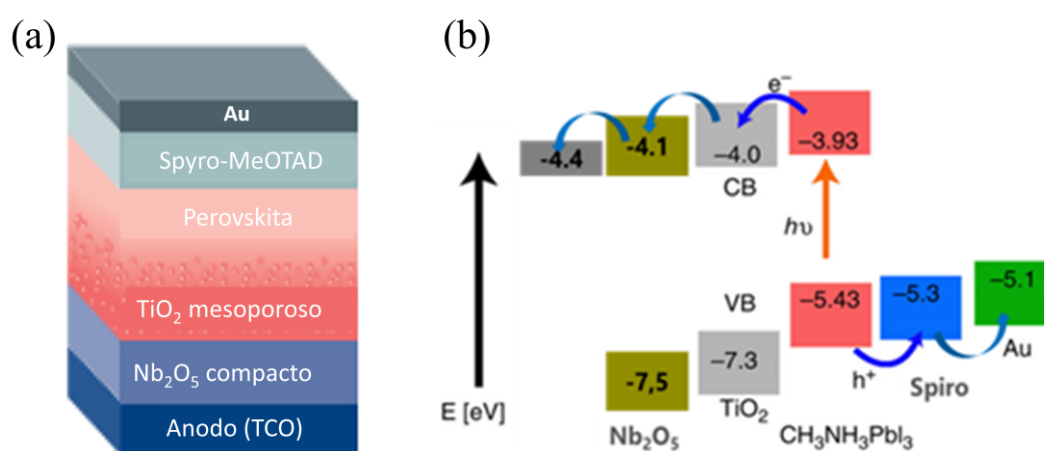 (a)
Au
Spyro-MeOTAD
Perovskita
TiO₂ mesoporoso
Nb₂O₅ compacto
Anodo (TCO)
(b)
e⁻
-4.4
-4.1
−4.0
−3.93
CB
hυ
E [eV]
VB
−5.43
−5.3
−5.1
Au
-7,5
−7.3
h⁺
Spiro
Nb₂O₅
TiO₂
CH₃NH₃PbI₃